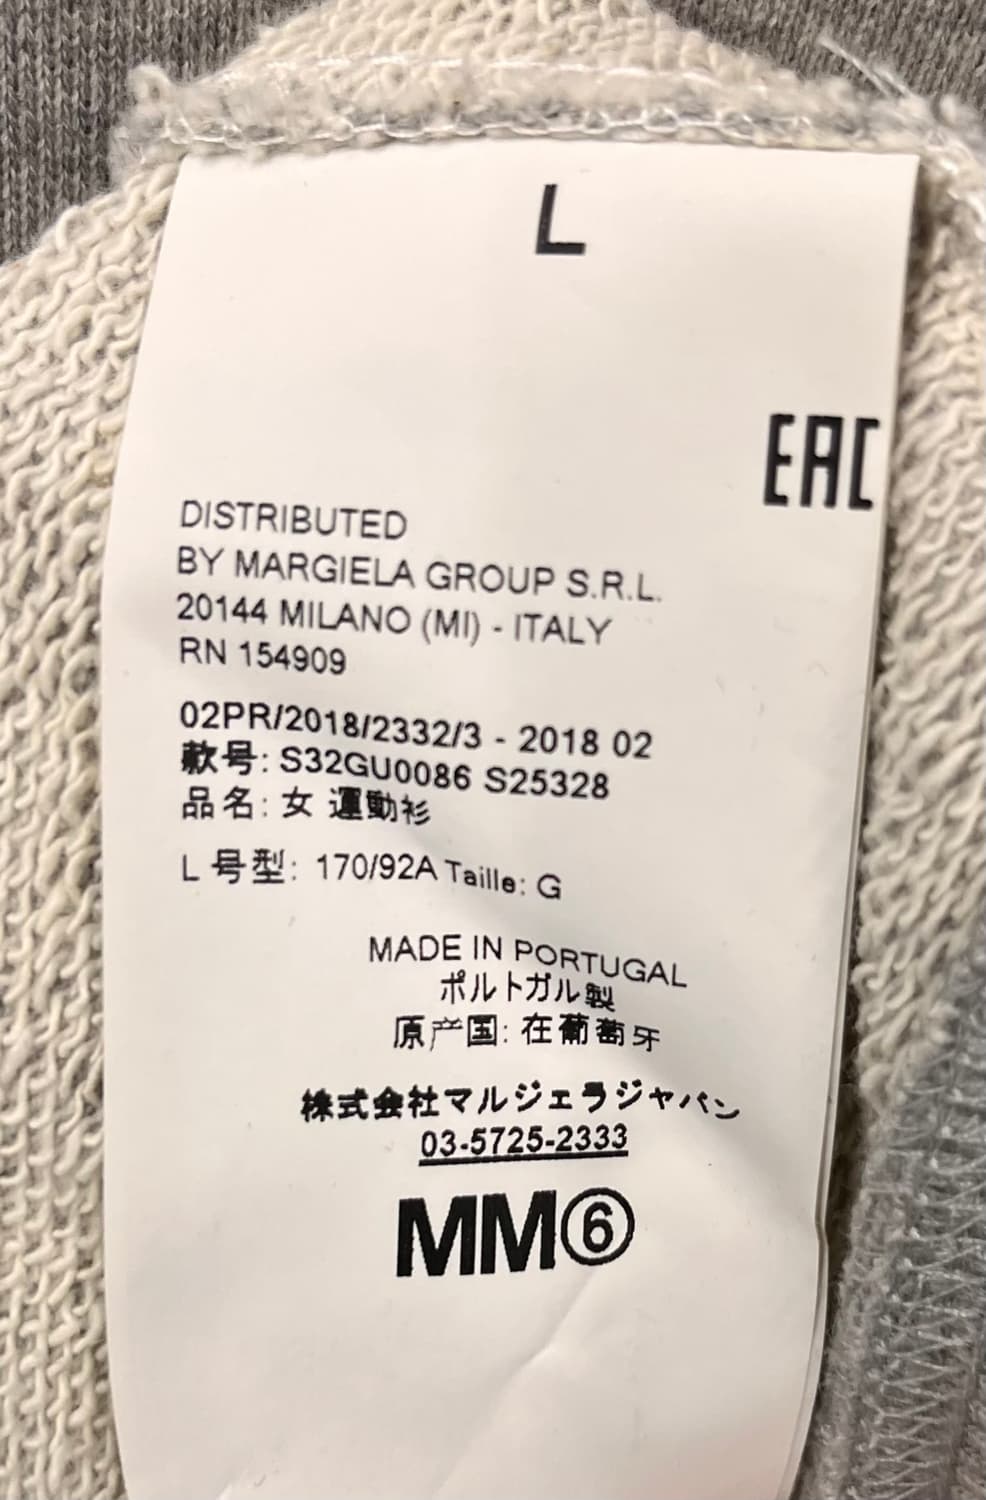 L
EAC
DISTRIBUTED
BY MARGIELA GROUP S.R.L.
20144 MILANO (MI) - ITALY
RN 154909
02PR/2018/2332/3 - 2018 02
款号: S32GU0086 S25328
品名: 女 運動衫
L 号型: 170/92A Taille: G
MADE IN PORTUGAL
ポルトガル製
原产国: 在葡萄牙
株式会社マルジェラジャパン
03-5725-2333
MM⑥